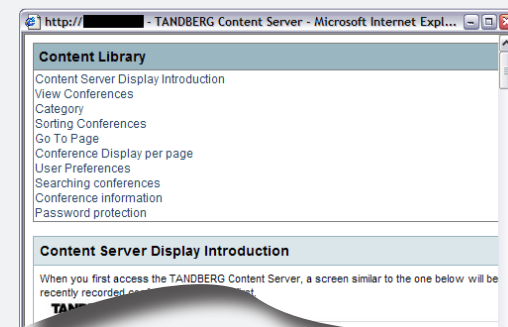 http:// - TANDBERG Content Server - Microsoft Internet Expl...
Content Library
Content Server Display Introduction
View Conferences
Category
Sorting Conferences
Go To Page
Conference Display per page
User Preferences
Searching conferences
Conference information
Password protection
Content Server Display Introduction
When you first access the TANDBERG Content Server, a screen similar to the one below will be
recently recorded